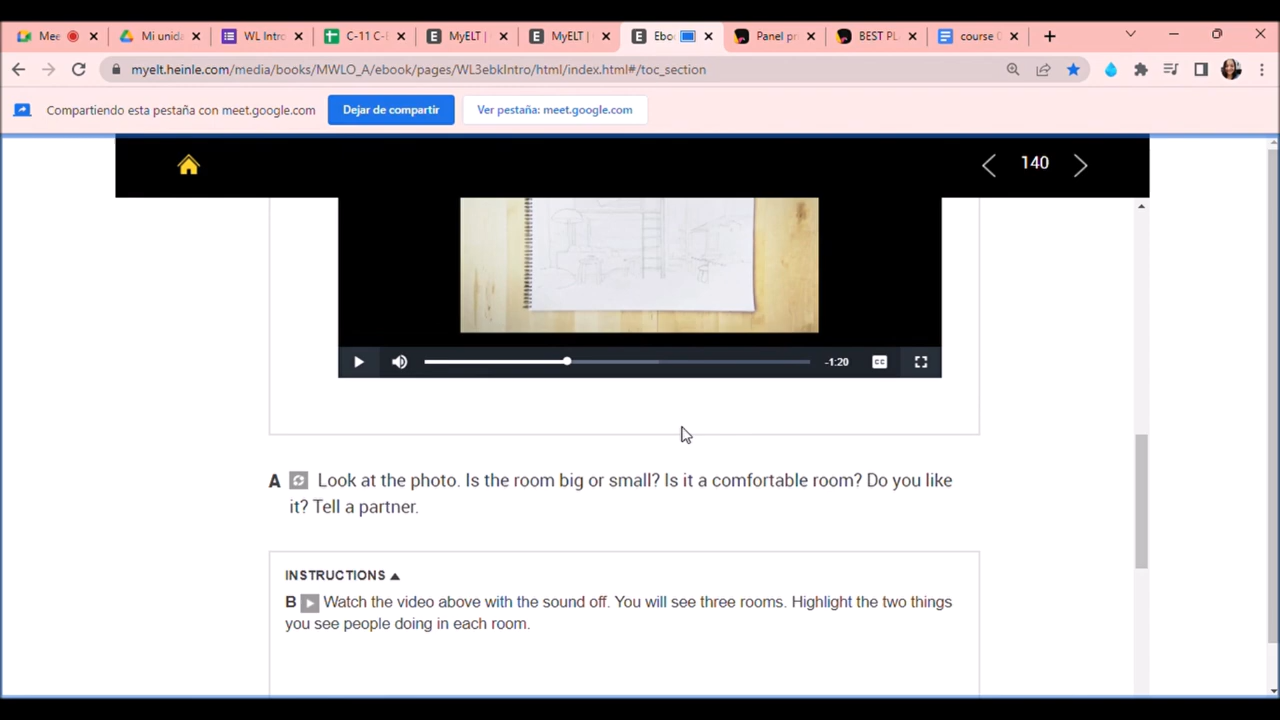 Mee
Mi unida
WL Intro
C-11 C-E
MyELT |
MyELT |
Ebo
Panel pr
BEST PL
course 0
myelt.heinle.com/media/books/MWLO_A/ebook/pages/WL3ebkIntro/html/index.html#/toc_section
Compartiendo esta pestaña con meet.google.com
Dejar de compartir
Ver pestaña: meet.google.com
140
-1:20
CC
A Look at the photo. Is the room big or small? Is it a comfortable room? Do you like
it? Tell a partner.
INSTRUCTIONS
B Watch the video above with the sound off. You will see three rooms. Highlight the two things
you see people doing in each room.